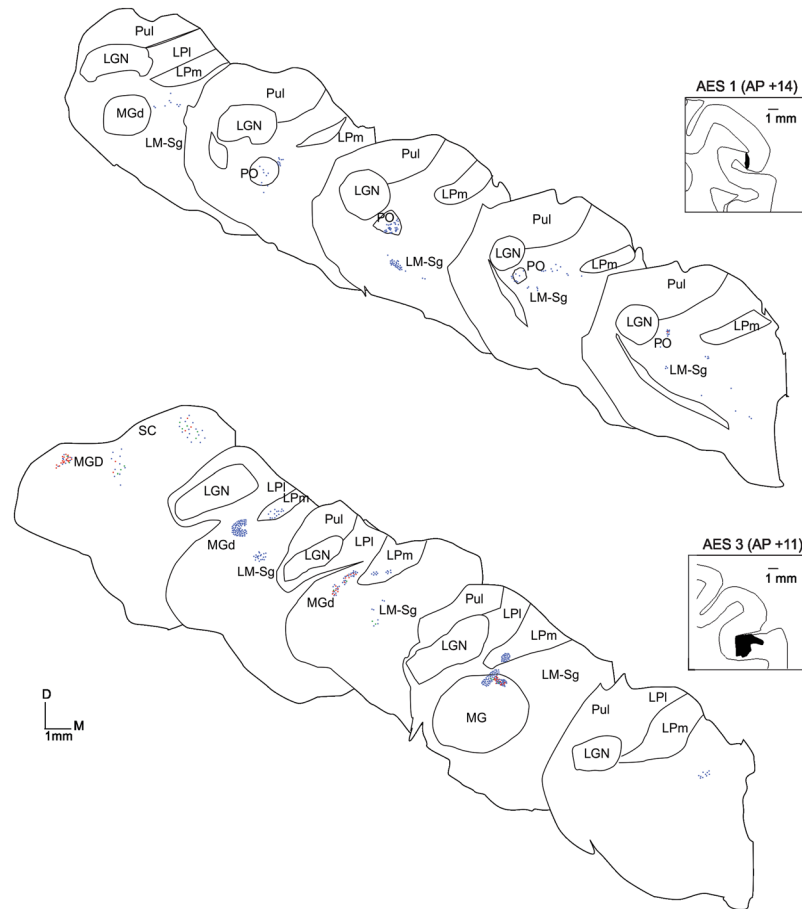 Pul
LGN
LPl
LPm
MGd
LM-Sg
Pul
LGN
LPm
PO
Pul
LGN
LPm
PO
LM-Sg
Pul
LGN
PO
LPm
LM-Sg
Pul
LGN
LPm
PO
LM-Sg
AES 1 (AP +14)
1 mm
SC
MGD
LGN
LPl
LPm
MGd
LM-Sg
Pul
LPl
LGN
LPm
MGd
LM-Sg
Pul
LPl
LGN
LPm
LM-Sg
MG
Pul
LPl
LPm
LGN
AES 3 (AP +11)
1 mm
D
M
1mm